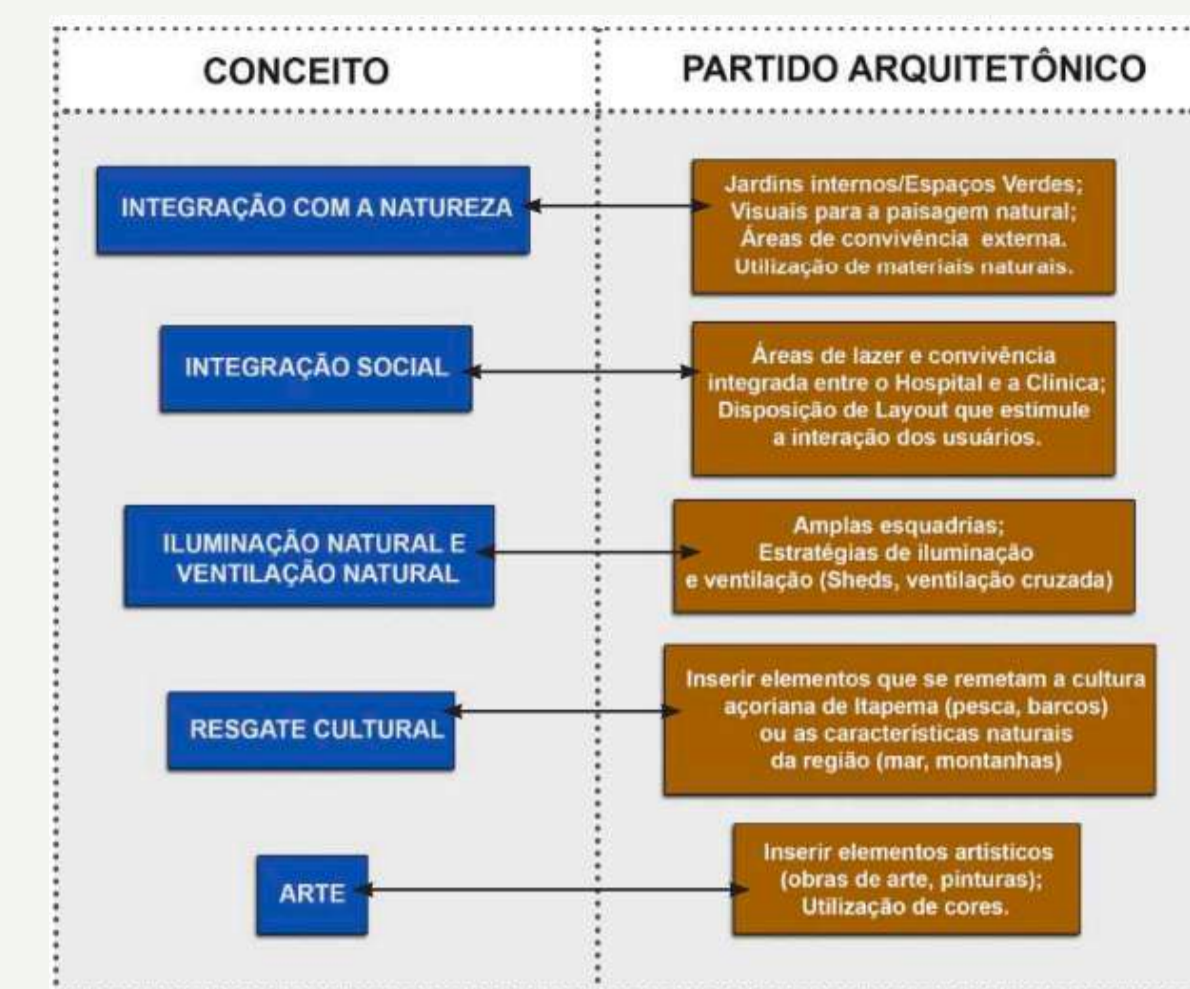 CONCEITO
PARTIDO ARQUITETÔNICO
INTEGRAÇÃO COM A NATUREZA
Jardins internos/Espaços Verdes;
Visuais para a paisagem natural;
Áreas de convivência externa.
Utilização de materiais naturais.
INTEGRAÇÃO SOCIAL
Áreas de lazer e convivência
integrada entre o Hospital e a Clinica;
Disposição de Layout que estimule
a interação dos usuários.
ILUMINAÇÃO NATURAL E
VENTILAÇÃO NATURAL
Amplas esquadrias;
Estratégias de iluminação
e ventilação (Sheds, ventilação cruzada)
RESGATE CULTURAL
Inserir elementos que se remetam a cultura
açoriana de Itapema (pesca, barcos)
ou as características naturais
da região (mar, montanhas)
ARTE
Inserir elementos artísticos
(obras de arte, pinturas);
Utilização de cores.